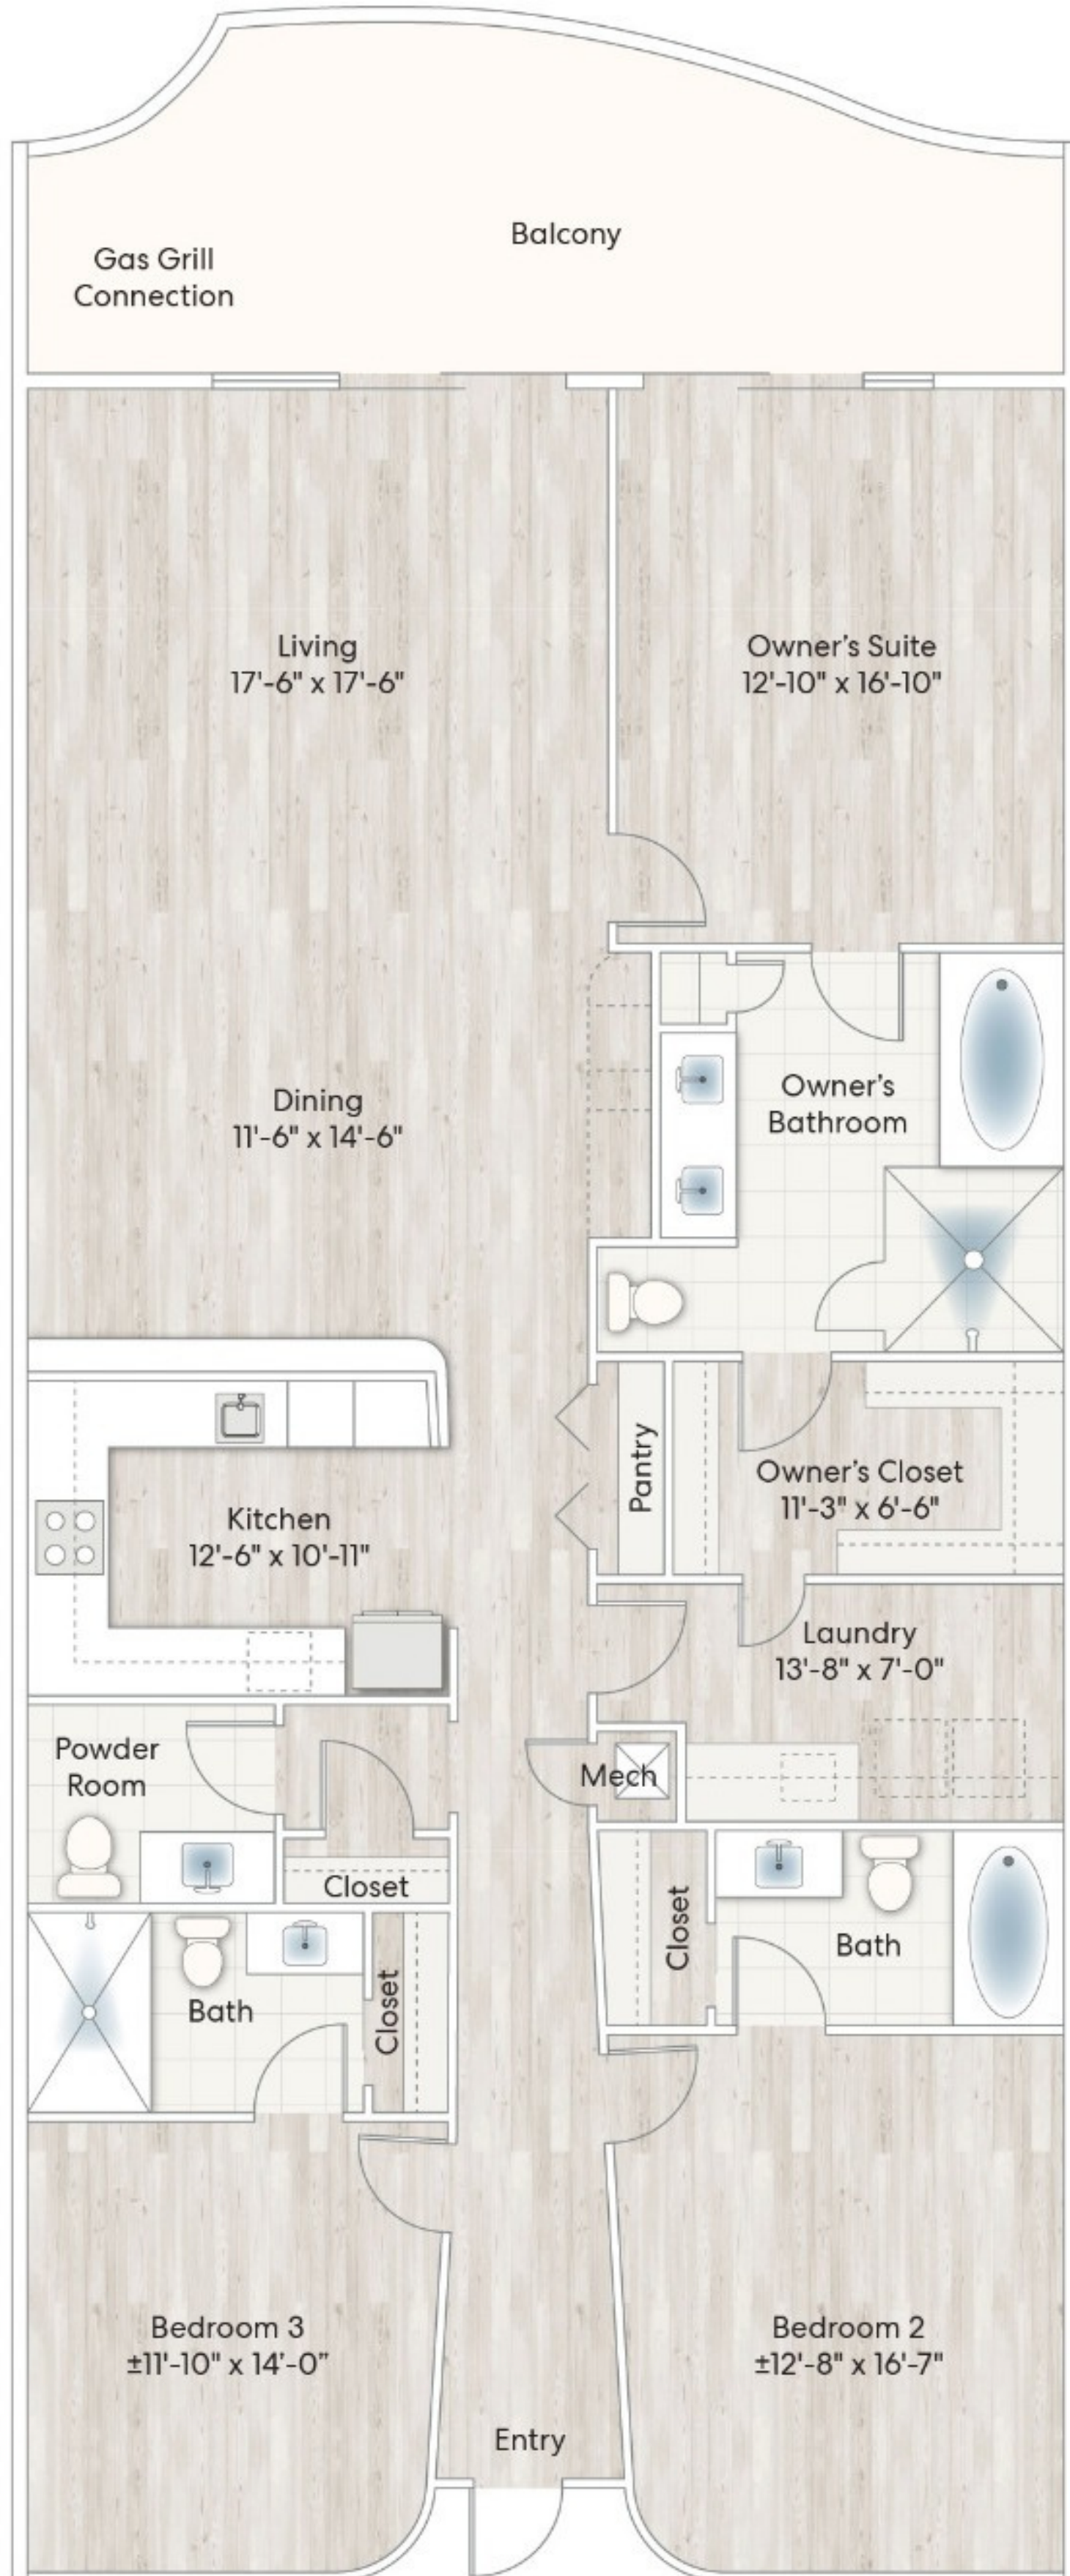 Balcony
Gas Grill
Connection
Living
17'-6" x 17'-6"
Owner’s Suite
12'-10" x 16'-10"
Dining
11'-6" x 14'-6"
Owner’s
Bathroom
Pantry
Owner’s Closet
11'-3" x 6'-6"
Kitchen
12'-6" x 10'-11"
Laundry
13'-8" x 7'-0"
Powder
Room
Mech
Closet
Closet
Bath
Closet
Bath
Bedroom 3
±11'-10" x 14'-0”
Bedroom 2
±12'-8" x 16'-7"
Entry